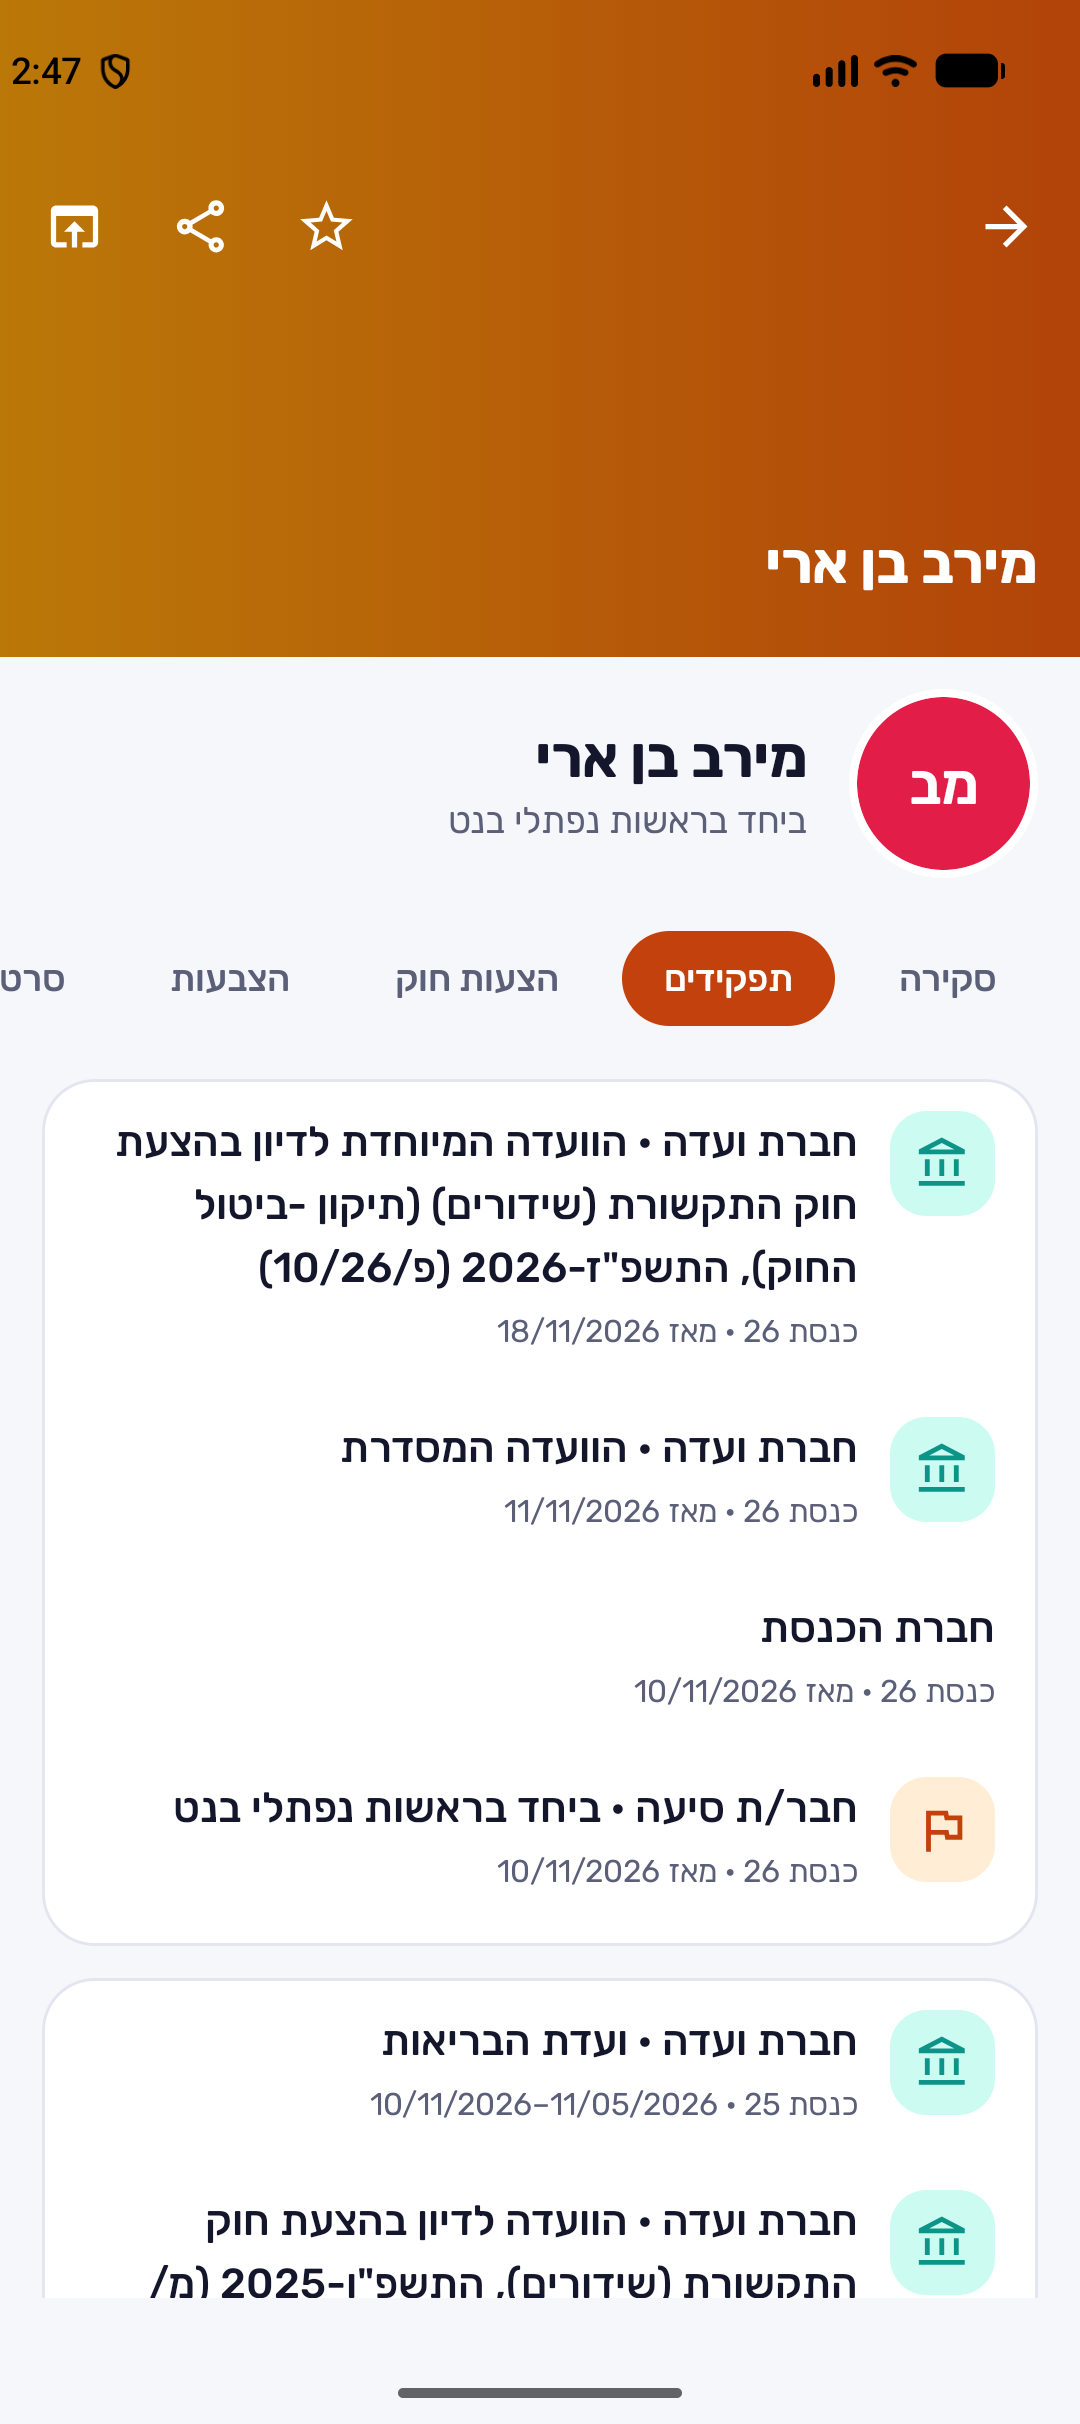 2:47
מירב בן ארי
מב
מירב בן ארי
ביחד בראשות נפתלי בנט
סקירה
תפקידים
הצעות חוק
הצבעות
סרט
חברת ועדה • הוועדה המיוחדת לדיון בהצעת
חוק התקשורת (שידורים) (תיקון -ביטול
החוק), התשפ"ז-2026 (פ/10/26)
כנסת 26 • מאז 18/11/2026
חברת ועדה • הוועדה המסדרת
כנסת 26 • מאז 11/11/2026
חברת הכנסת
כנסת 26 • מאז 10/11/2026
חבר/ת סיעה • ביחד בראשות נפתלי בנט
כנסת 26 • מאז 10/11/2026
חברת ועדה • ועדת הבריאות
כנסת 25 • 11/05/2026–10/11/2026
חברת ועדה • הוועדה לדיון בהצעת חוק
התקשורת (שידורים), התשפ"ו-2025 (מ/